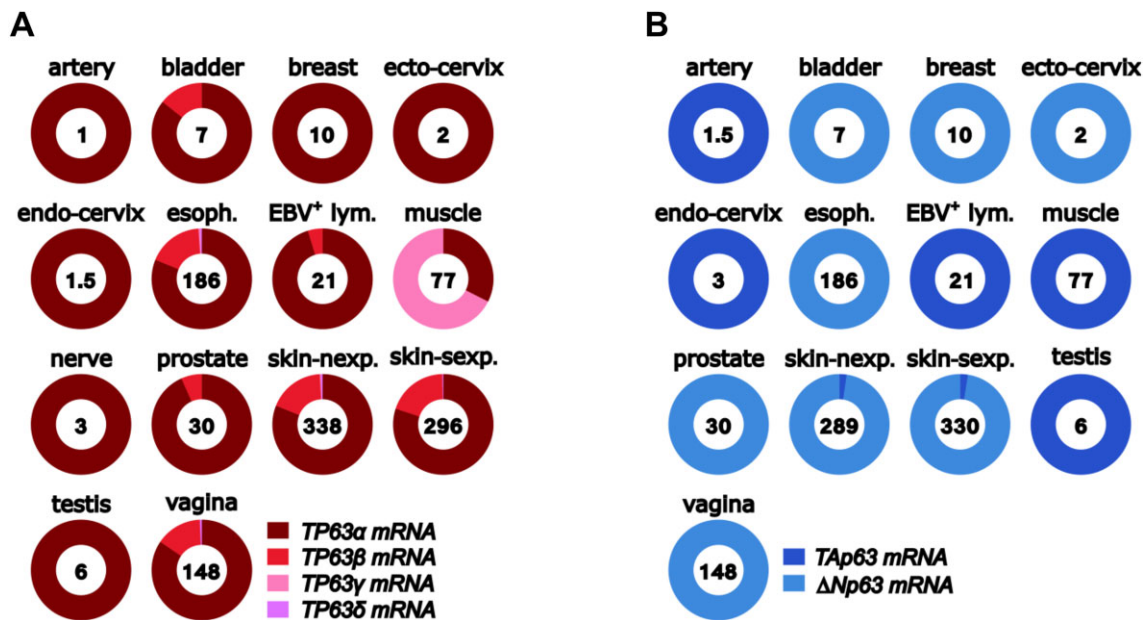 A
artery bladder breast ecto-cervix
1 7 10 2
endo-cervix esoph. EBV⁺ lym. muscle
1.5 186 21 77
nerve prostate skin-nexp. skin-sexp.
3 30 338 296
testis vagina
6 148
TP63α mRNA
TP63β mRNA
TP63γ mRNA
TP63δ mRNA
B
artery bladder breast ecto-cervix
1.5 7 10 2
endo-cervix esoph. EBV⁺ lym. muscle
3 186 21 77
prostate skin-nexp. skin-sexp. testis
30 289 330 6
vagina
148
TAp63 mRNA
ΔNp63 mRNA